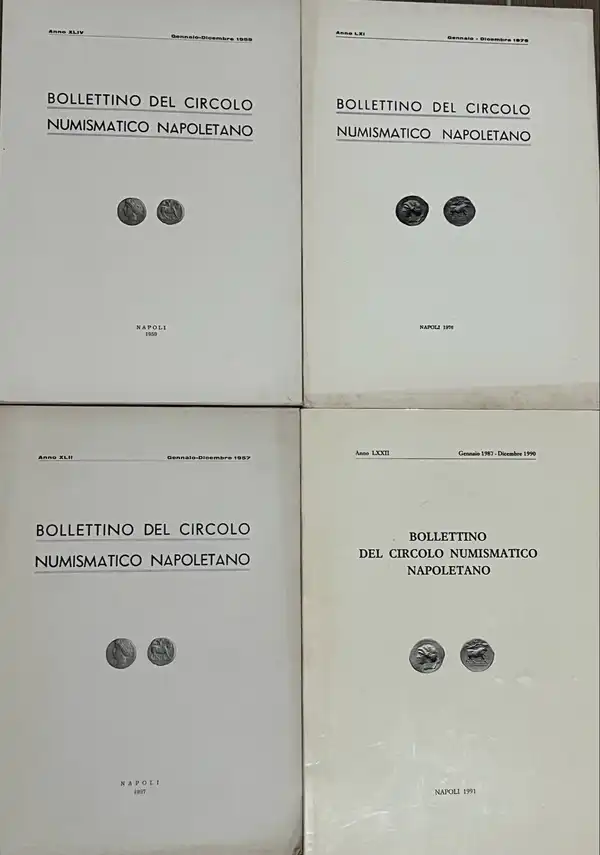 Anno XLIV Gennaio-Dicembre 1959
BOLLETTINO DEL CIRCOLO
NUMISMATICO NAPOLETANO
NAPOLI
1959
Anno LXI Gennaio - Dicembre 1976
BOLLETTINO DEL CIRCOLO
NUMISMATICO NAPOLETANO
NAPOLI 1976
Anno XLII Gennaio-Dicembre 1957
BOLLETTINO DEL CIRCOLO
NUMISMATICO NAPOLETANO
NAPOLI
1957
Anno LXXII Gennaio 1987 - Dicembre 1990
BOLLETTINO
DEL CIRCOLO NUMISMATICO
NAPOLETANO
NAPOLI 1991